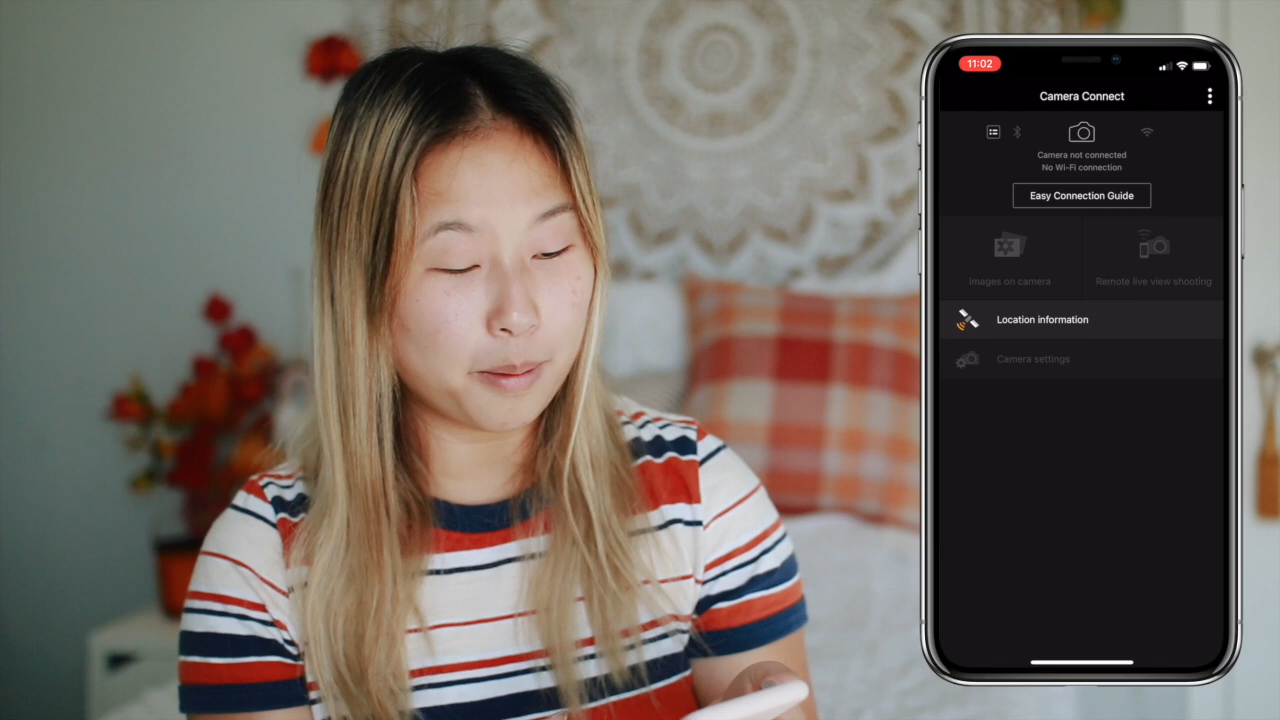 11:02
Camera Connect
Camera not connected
No Wi-Fi connection
Easy Connection Guide
Images on camera
Remote live view shooting
Location information
Camera settings